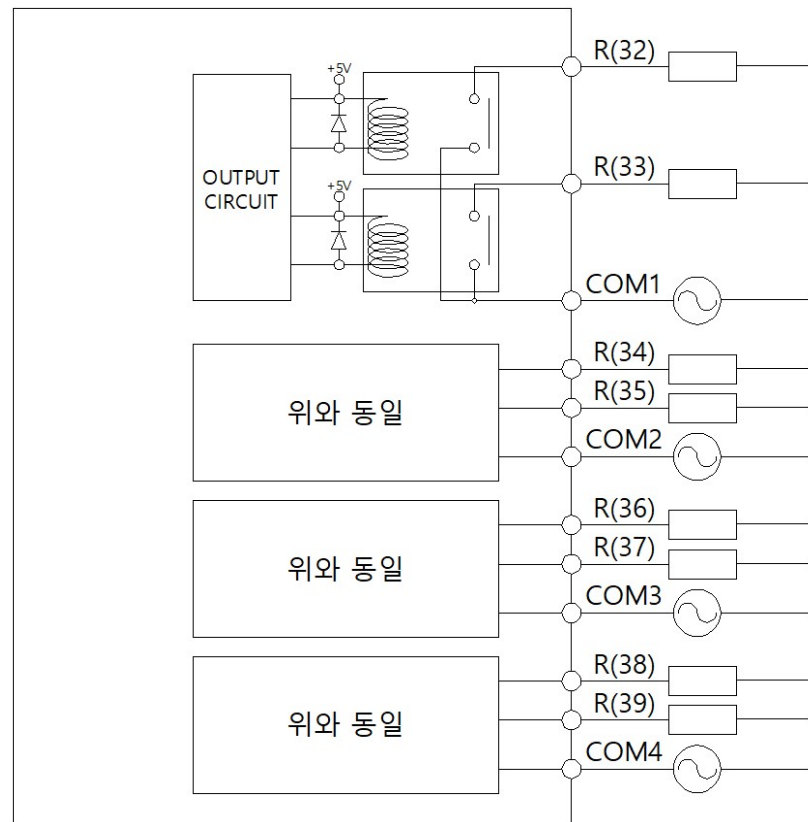 R(32)
+5V
OUTPUT
CIRCUIT
R(33)
+5V
COM1
R(34)
위와 동일
R(35)
COM2
R(36)
위와 동일
R(37)
COM3
R(38)
위와 동일
R(39)
COM4